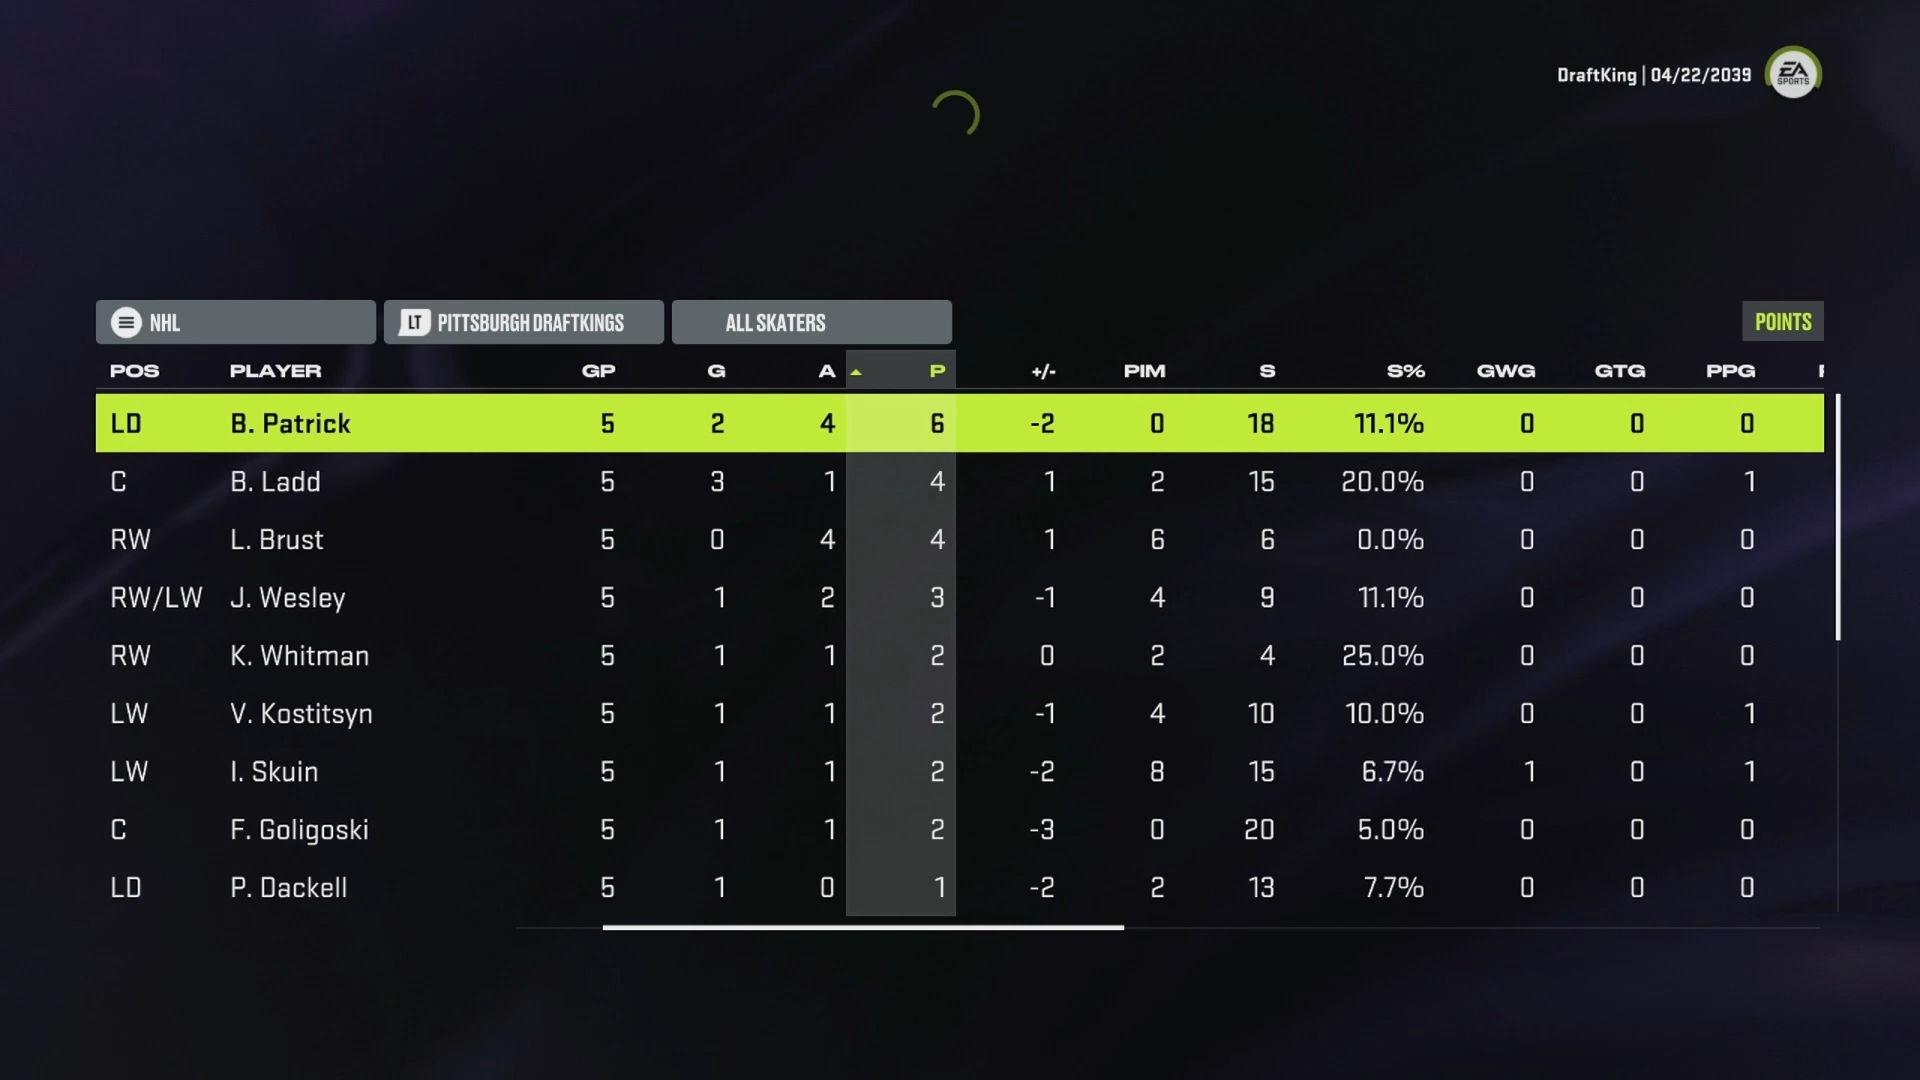 DraftKing | 04/22/2039
EA SPORTS
NHL LT PITTSBURGH DRAFTKINGS ALL SKATERS POINTS
POS PLAYER GP G A P +/- PIM S S% GWG GTG PPG
LD B. Patrick 5 2 4 6 -2 0 18 11.1% 0 0 0
C B. Ladd 5 3 1 4 1 2 15 20.0% 0 0 1
RW L. Brust 5 0 4 4 1 6 6 0.0% 0 0 0
RW/LW J. Wesley 5 1 2 3 -1 4 9 11.1% 0 0 0
RW K. Whitman 5 1 1 2 0 2 4 25.0% 0 0 0
LW V. Kostitsyn 5 1 1 2 -1 4 10 10.0% 0 0 1
LW I. Skuin 5 1 1 2 -2 8 15 6.7% 1 0 1
C F. Goligoski 5 1 1 2 -3 0 20 5.0% 0 0 0
LD P. Dackell 5 1 0 1 -2 2 13 7.7% 0 0 0